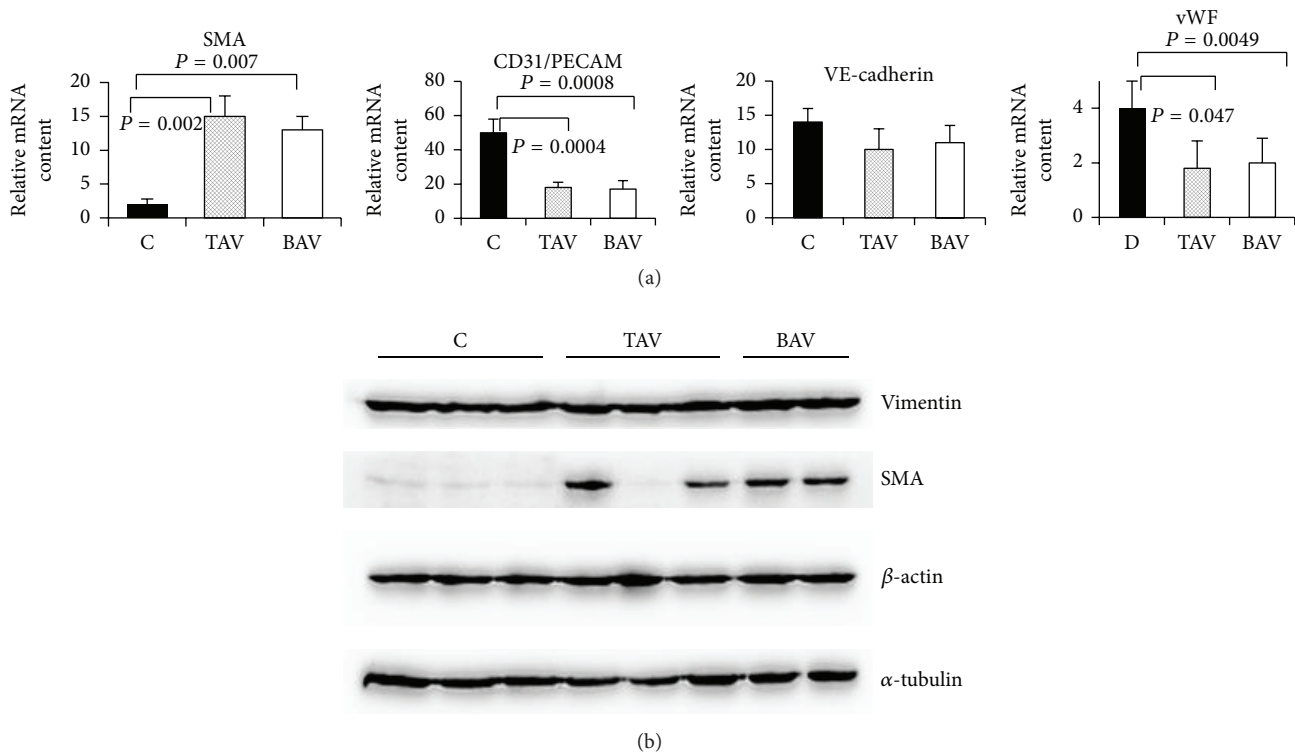 SMA
P = 0.007
P = 0.002
Relative mRNA
content
20
15
10
5
0
C TAV BAV
CD31/PECAM
P = 0.0008
P = 0.0004
Relative mRNA
content
80
60
40
20
0
C TAV BAV
VE-cadherin
Relative mRNA
content
20
15
10
5
0
C TAV BAV
vWF
P = 0.0049
P = 0.047
Relative mRNA
content
4
2
0
D TAV BAV
(a)
C TAV BAV
Vimentin
SMA
β-actin
α-tubulin
(b)